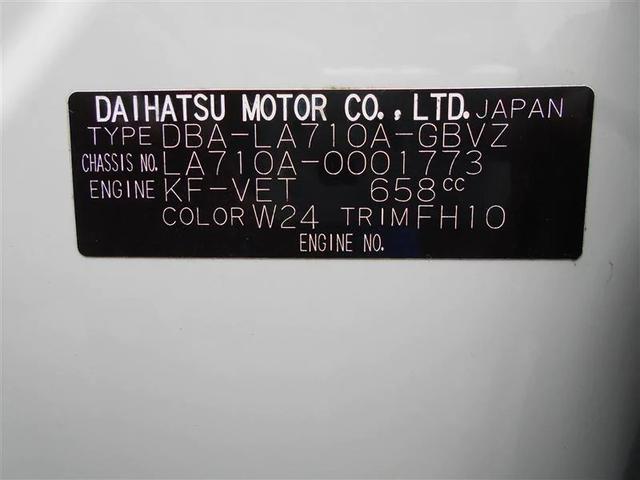 DAIHATSU MOTOR CO., LTD. JAPAN
TYPE DBA-LA710A-GBVZ
CHASSIS NO. LA710A-0001773
ENGINE KF-VET 658CC
COLOR W24 TRIM FH10
ENGINE NO.